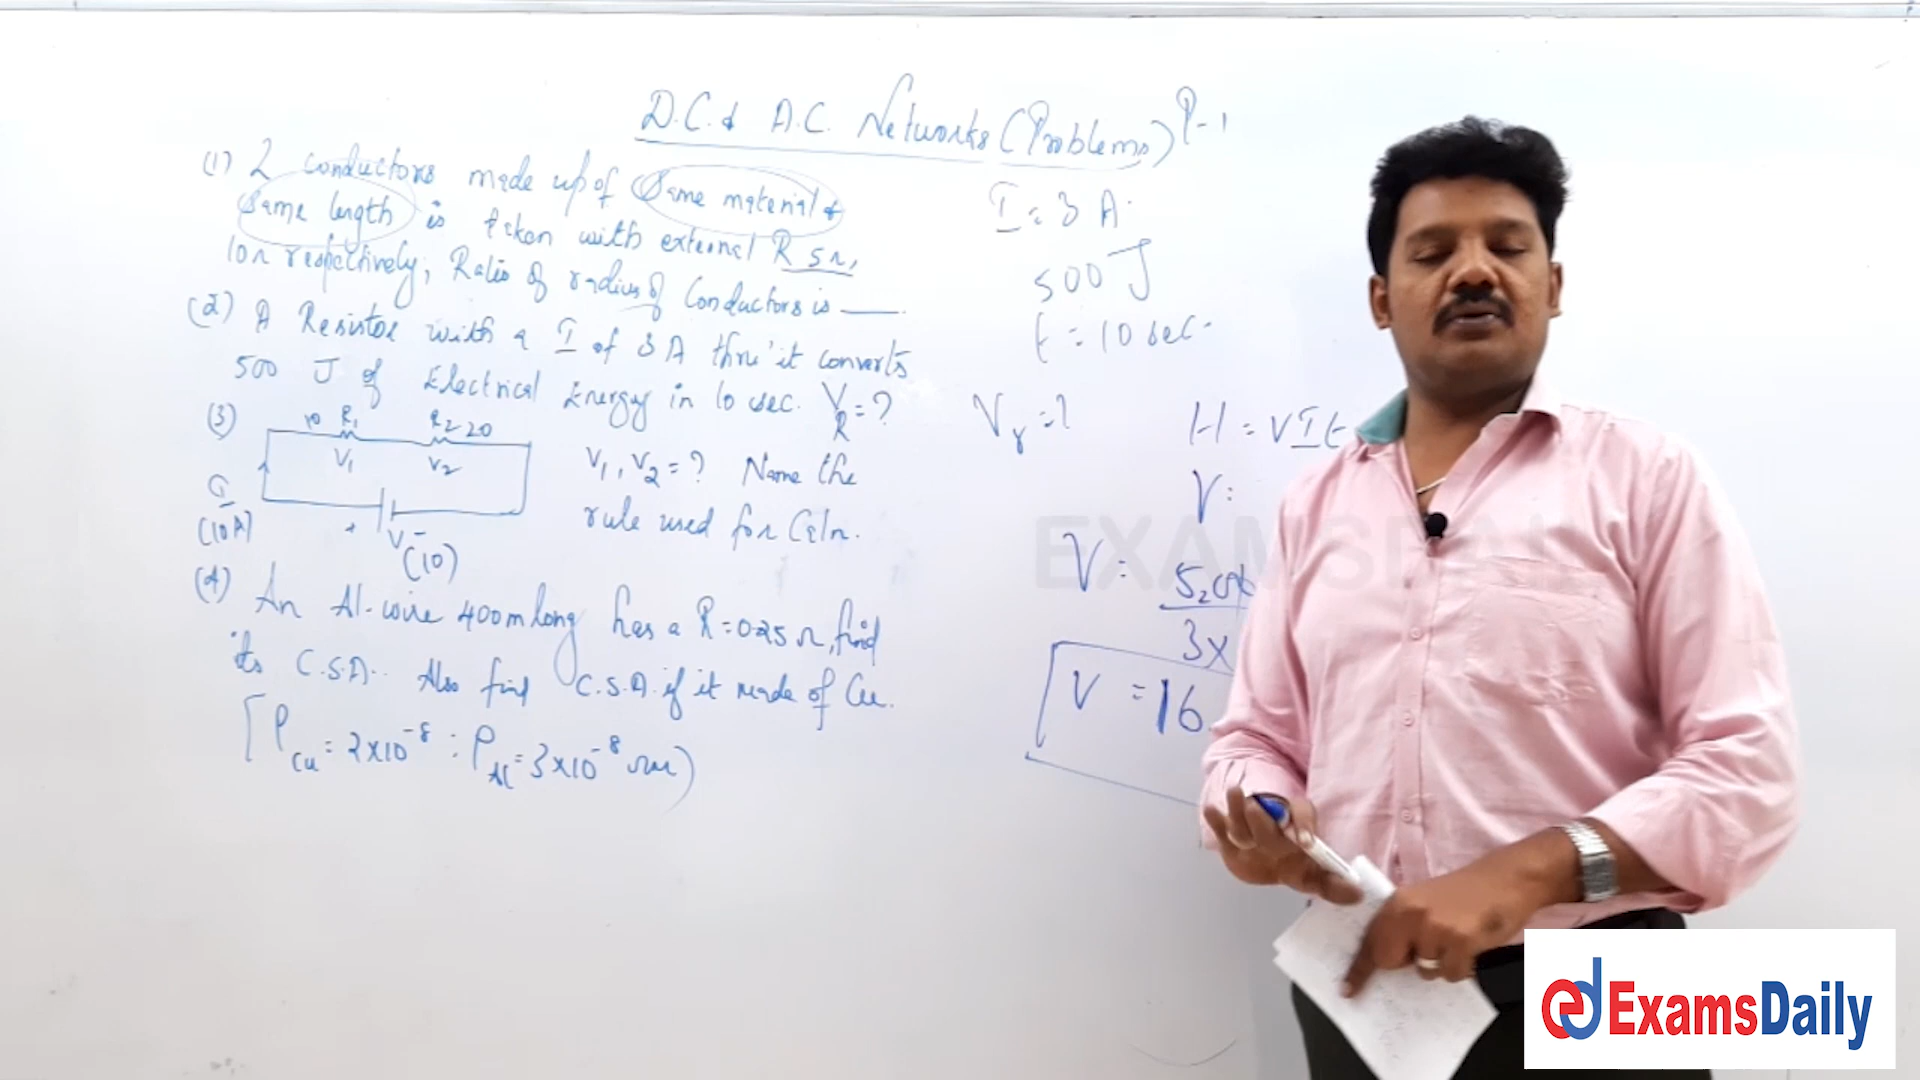 D.C. & A.C. Networks (Problems) P-1
(1) 2 conductors made up of Same material &
Same length is taken with external R 5Ω,
10Ω respectively; Ratio of radius of Conductors is ___.
(2) A Resistor with a I of 3 A thru' it converts
500 J of Electrical Energy in 10 sec. V_R = ?
(3)
10 R1 R2 20
V1 V2
I
(10A)
+ V -
(10)
V1, V2 = ? Name the
rule used for Caln.
(4) An Al-wire 400m long has a R = 0.25 Ω, find
its C.S.A. Also find C.S.A. if it made of Cu.
[ρCu = 2x10⁻⁸ : ρAl = 3x10⁻⁸ Ωm)
I = 3 A.
500 J
t = 10 sec.
Vr = ?
H = VIt
V =
V =
3x
V = 16.
EXAMSDAILY
ExamsDaily